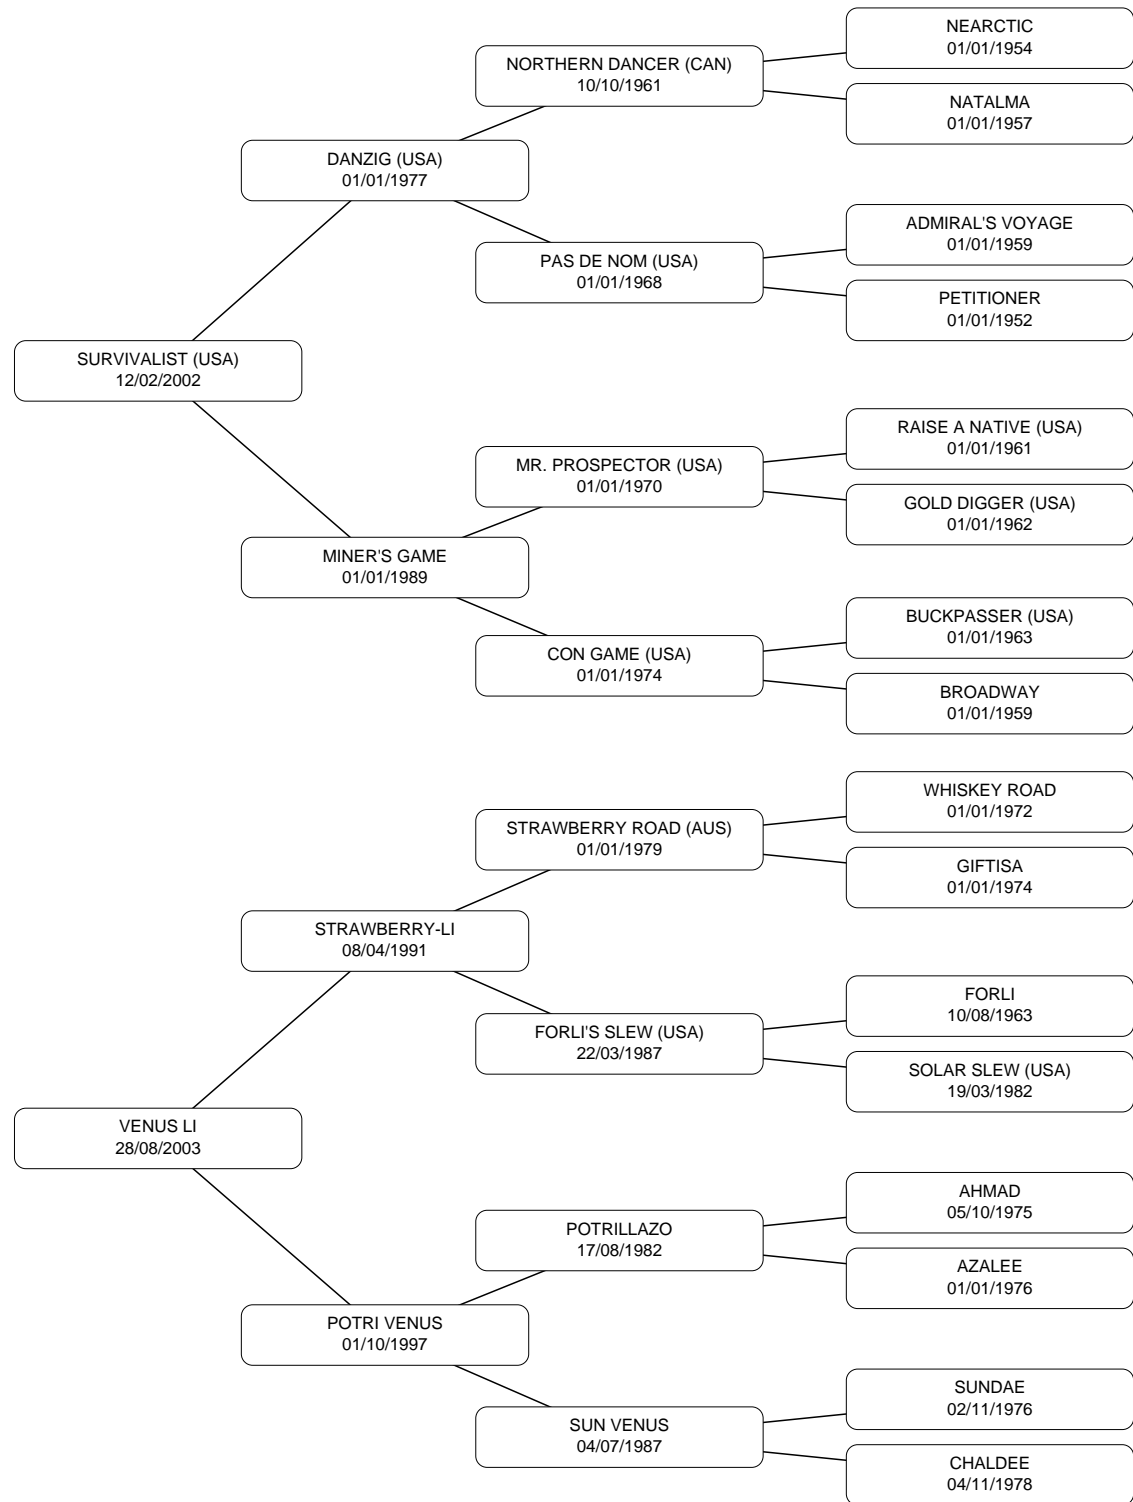 NEARCTIC
01/01/1954
NORTHERN DANCER (CAN)
10/10/1961
NATALMA
01/01/1957
DANZIG (USA)
01/01/1977
ADMIRAL'S VOYAGE
01/01/1959
PAS DE NOM (USA)
01/01/1968
PETITIONER
01/01/1952
SURVIVALIST (USA)
12/02/2002
RAISE A NATIVE (USA)
01/01/1961
MR. PROSPECTOR (USA)
01/01/1970
GOLD DIGGER (USA)
01/01/1962
MINER'S GAME
01/01/1989
BUCKPASSER (USA)
01/01/1963
CON GAME (USA)
01/01/1974
BROADWAY
01/01/1959
WHISKEY ROAD
01/01/1972
STRAWBERRY ROAD (AUS)
01/01/1979
GIFTISA
01/01/1974
STRAWBERRY-LI
08/04/1991
FORLI
10/08/1963
FORLI'S SLEW (USA)
22/03/1987
SOLAR SLEW (USA)
19/03/1982
VENUS LI
28/08/2003
AHMAD
05/10/1975
POTRILLAZO
17/08/1982
AZALEE
01/01/1976
POTRI VENUS
01/10/1997
SUNDAE
02/11/1976
SUN VENUS
04/07/1987
CHALDEE
04/11/1978